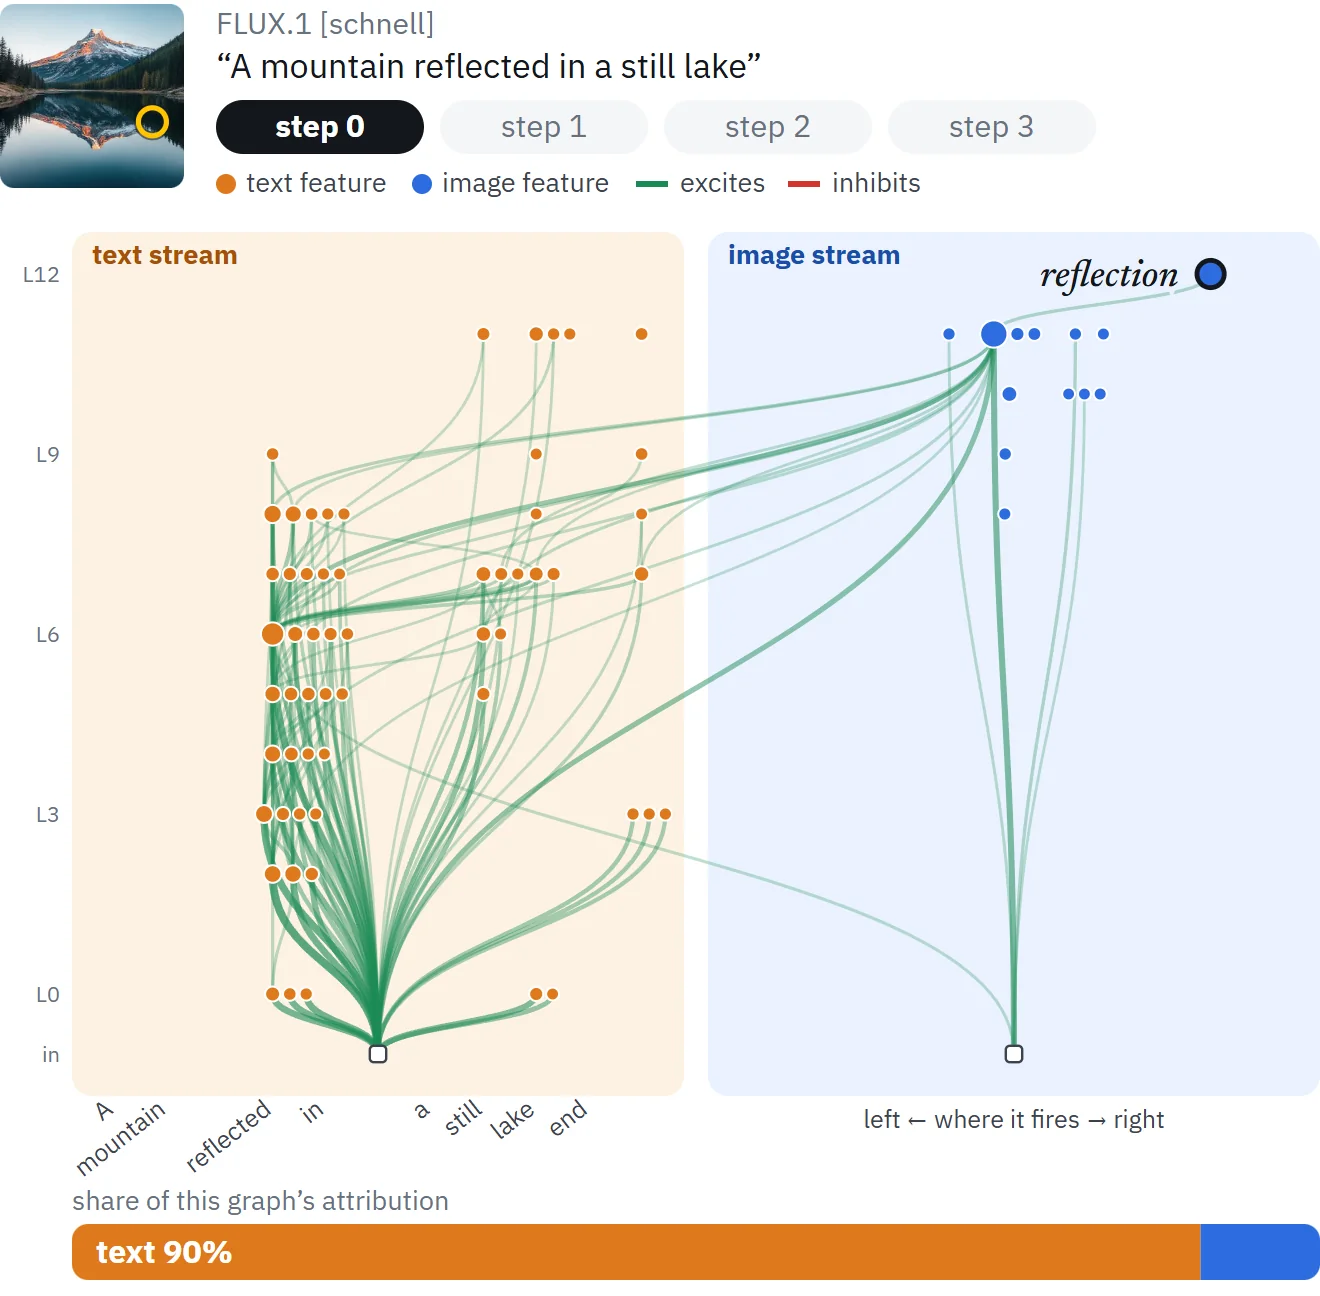 FLUX.1 [schnell]
“A mountain reflected in a still lake”
step 0
step 1
step 2
step 3
text feature
image feature
excites
inhibits
text stream
image stream
L12
reflection
L9
L6
L3
L0
in
A
mountain
reflected
in
a
still
lake
end
left ← where it fires → right
share of this graph’s attribution
text 90%